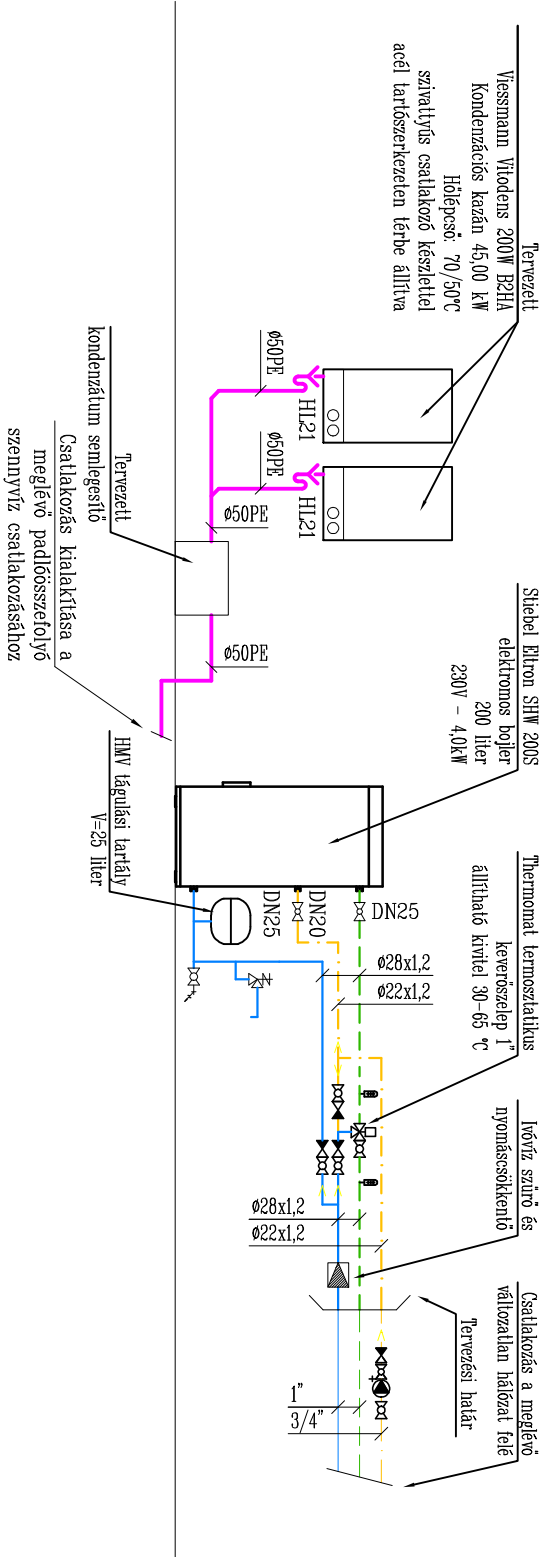 Tervezett
Viessmann Vitodens 200W B2HA
Kondenzációs kazán 45,00 kW
Hőlépcső: 70/50°C
szivattyús csatlakozó készlettel
acél tartószerkezeten térbe állítva
ø50PE
HL21
ø50PE
HL21
ø50PE
ø50PE
Tervezett
kondenzátum semlegesítő
Csatlakozás kialakítása a
meglévő padlóösszefolyó
szennyvíz csatlakozásához
Stiebel Eltron SHW 200S
elektromos bojler
200 liter
230V - 4,0kW
HMV tágulási tartály
V=25 liter
DN25
DN20
DN25
ø28x1,2
ø22x1,2
Thermomat termosztatikus
keverőszelep 1"
állítható kivitel 30-65 °C
Ivóvíz szűrő és
nyomáscsökkentő
ø28x1,2
ø22x1,2
Tervezési határ
Csatlakozás a meglévő
változatlan hálózat felé
1"
3/4"